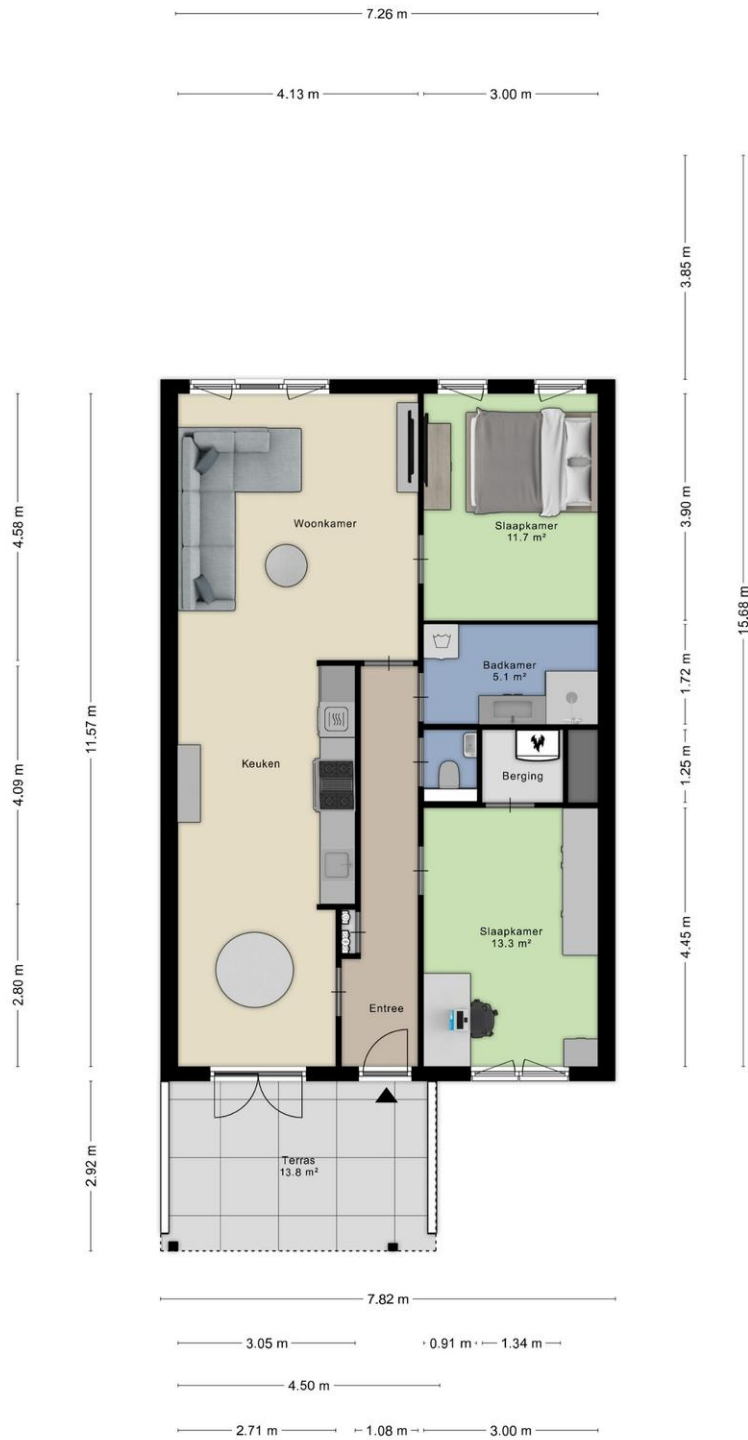 7.26 m
4.13 m
3.00 m
3.85 m
15.68 m
4.58 m
11.57 m
3.90 m
Woonkamer
Slaapkamer
11.7 m²
1.72 m
Badkamer
5.1 m²
4.09 m
Keuken
1.25 m
Berging
4.45 m
Slaapkamer
13.3 m²
2.80 m
Entree
2.92 m
Terras
13.8 m²
7.82 m
3.05 m
0.91 m
1.34 m
4.50 m
2.71 m
1.08 m
3.00 m